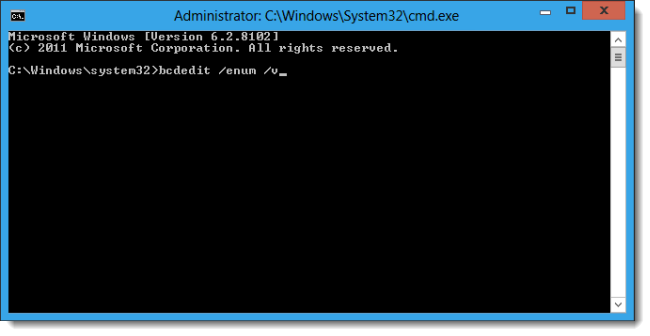 Administrator: C:\Windows\System32\cmd.exe
Microsoft Windows [Version 6.2.8102]
(c) 2011 Microsoft Corporation. All rights reserved.
C:\Windows\system32>bcdedit /enum /v_